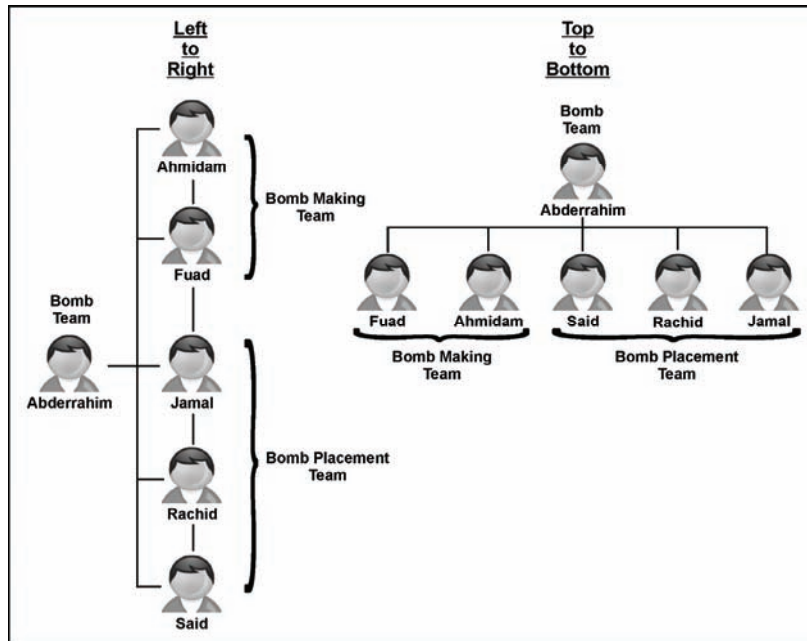 Left
to
Right
Ahmidam
Bomb Making
Team
Fuad
Bomb
Team
Abderrahim
Jamal
Bomb Placement
Team
Rachid
Said
Top
to
Bottom
Bomb
Team
Abderrahim
Fuad
Ahmidam
Said
Rachid
Jamal
Bomb Making
Team
Bomb Placement
Team